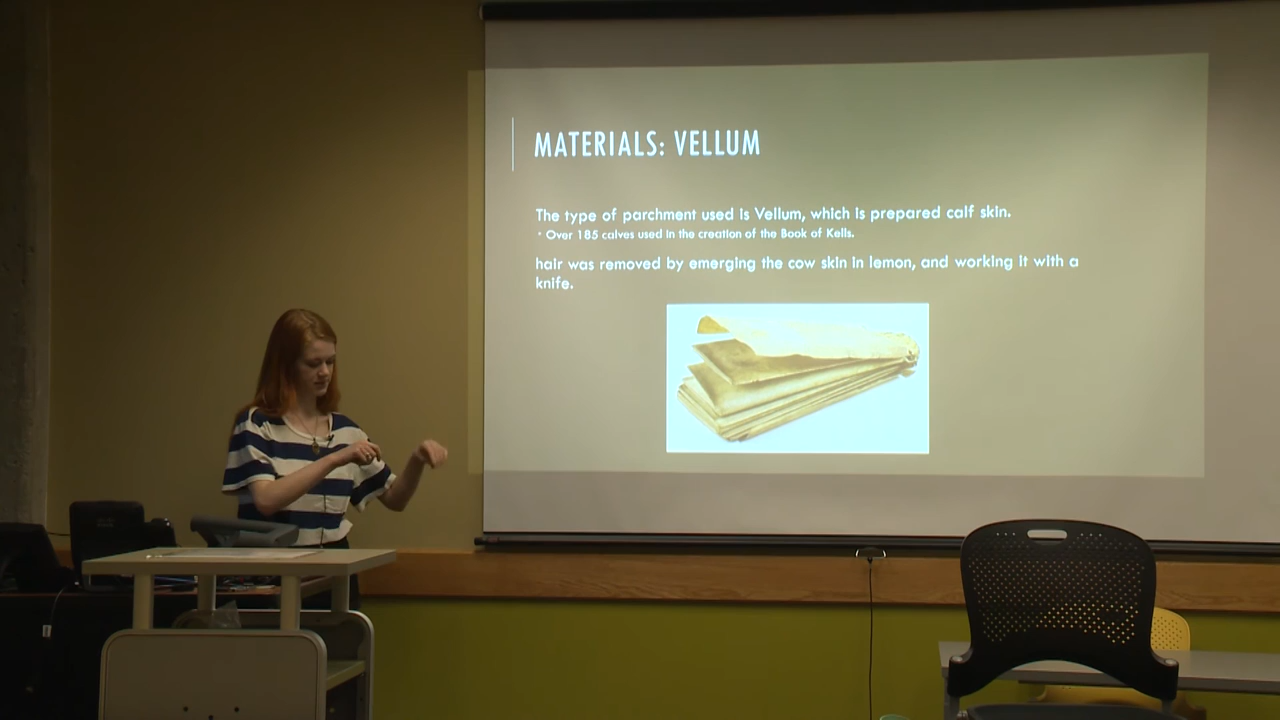 MATERIALS: VELLUM
The type of parchment used is Vellum, which is prepared calf skin.
• Over 185 calves used in the creation of the Book of Kells.
hair was removed by emerging the cow skin in lemon, and working it with a
knife.